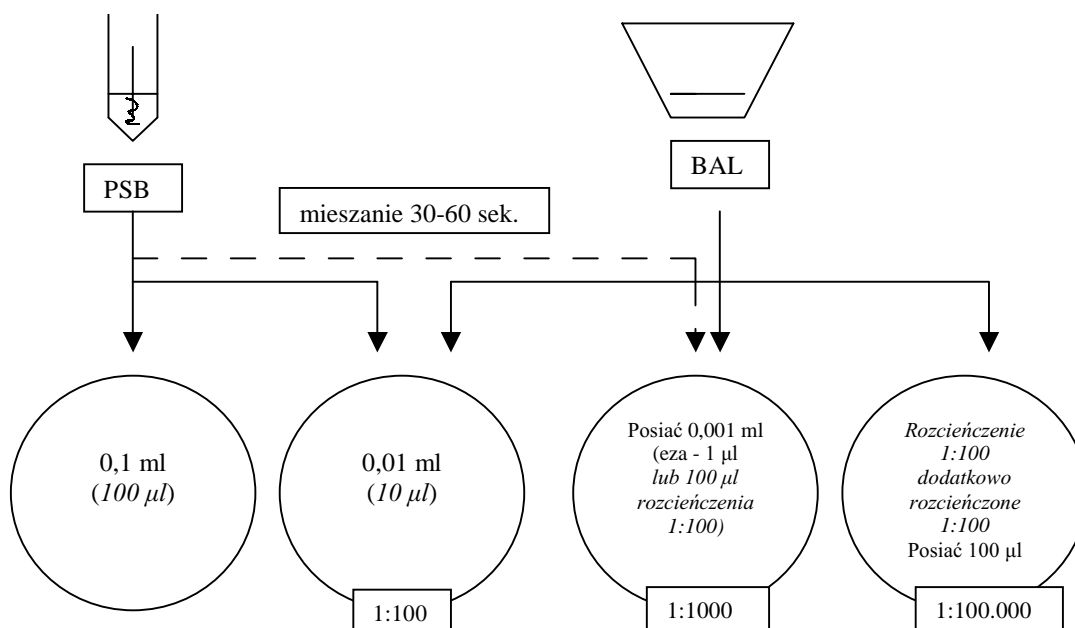 PSB
BAL
mieszanie 30-60 sek.
0,1 ml
(100 μl)
0,01 ml
(10 μl)
1:100
Posiać 0,001 ml
(eza - 1 μl
lub 100 μl
rozcieńczenia
1:100)
1:1000
Rozcieńczenie
1:100
dodatkowo
rozcieńczone
1:100
Posiać 100 μl
1:100.000